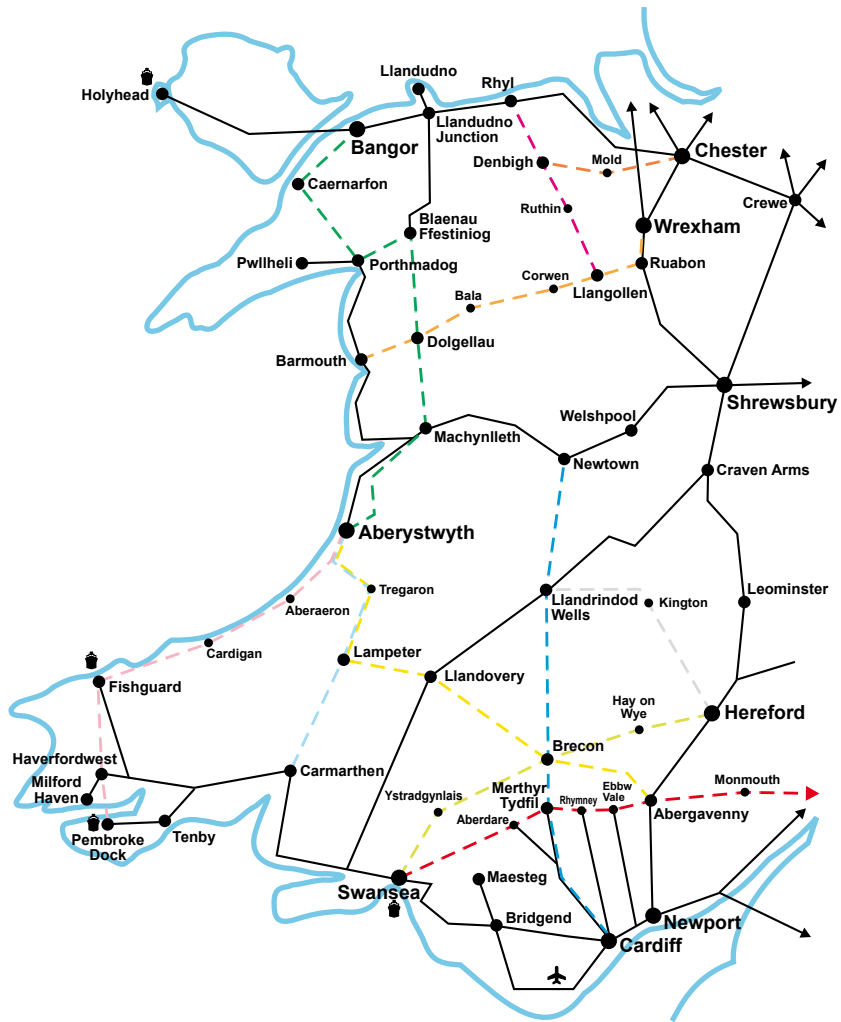 Llandudno
Rhyl
Holyhead
Llandudno
Junction
Bangor
Chester
Mold
Denbigh
Caernarfon
Crewe
Ruthin
Blaenau
Ffestiniog
Wrexham
Pwllheli
Porthmadog
Ruabon
Corwen
Llangollen
Bala
Dolgellau
Barmouth
Shrewsbury
Welshpool
Machynlleth
Newtown
Craven Arms
Aberystwyth
Tregaron
Llandrindod
Wells
Kington
Leominster
Aberaeron
Cardigan
Lampeter
Llandovery
Fishguard
Hay on
Wye
Hereford
Brecon
Haverfordwest
Milford
Haven
Carmarthen
Merthyr
Tydfil
Ystradgynlais
Rhymney
Ebbw
Vale
Monmouth
Abergavenny
Aberdare
Pembroke
Dock
Tenby
Swansea
Maesteg
Bridgend
Newport
Cardiff